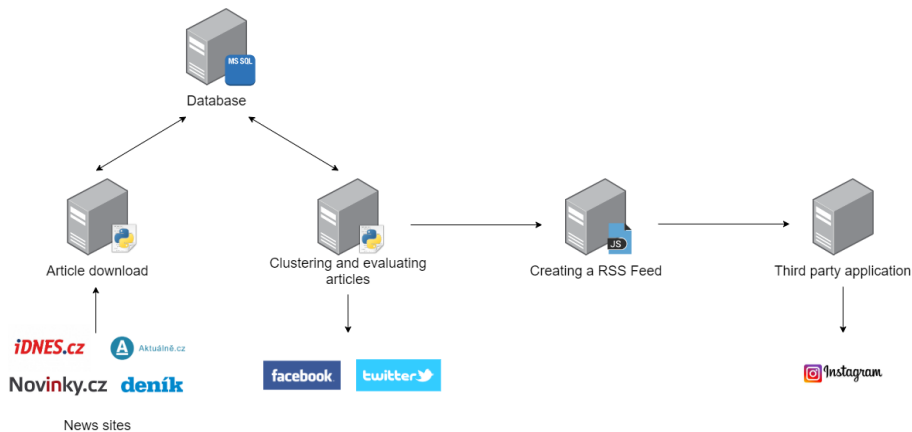 MS SQL
Database
Article download
Clustering and evaluating
articles
JS
Creating a RSS Feed
Third party application
iDNES.cz
A Aktuálně.cz
Novinky.cz
deník
News sites
facebook
twitter
Instagram